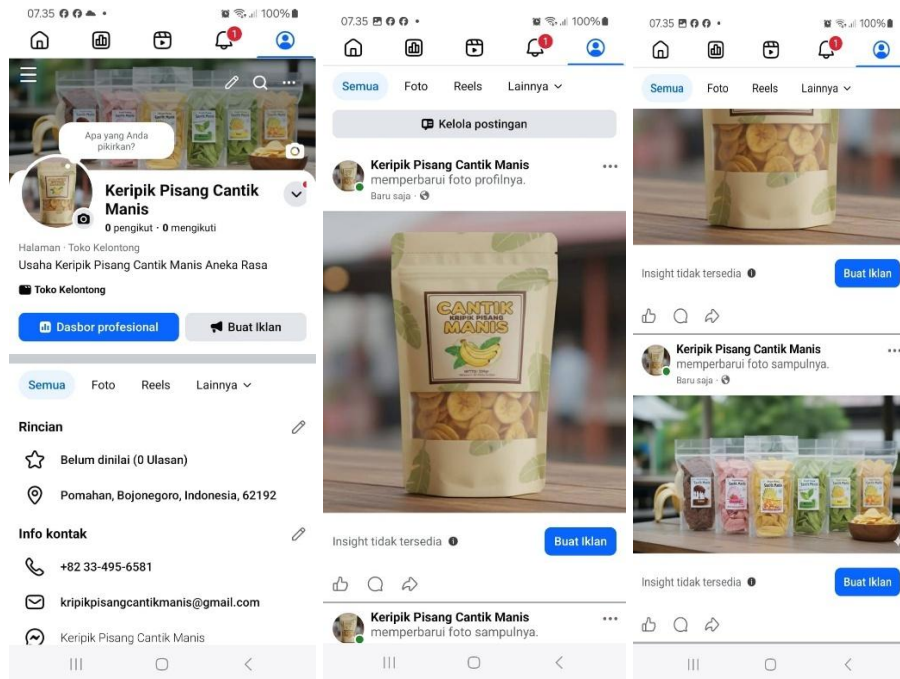 07.35
100%
1
Apa yang Anda
pikirkan?
Keripik Pisang Cantik
Manis
0 pengikut · 0 mengikuti
Halaman · Toko Kelontong
Usaha Keripik Pisang Cantik Manis Aneka Rasa
Toko Kelontong
Dasbor profesional
Buat Iklan
Semua
Foto
Reels
Lainnya
Rincian
Belum dinilai (0 Ulasan)
Pomahan, Bojonegoro, Indonesia, 62192
Info kontak
+82 33-495-6581
kripikpisangcantikmanis@gmail.com
Keripik Pisang Cantik Manis
07.35
100%
1
Semua
Foto
Reels
Lainnya
Kelola postingan
Keripik Pisang Cantik Manis
memperbarui foto profilnya.
Baru saja ·
CANTIK
KRIPIK PISANG
MANIS
Insight tidak tersedia
Buat Iklan
Keripik Pisang Cantik Manis
memperbarui foto sampulnya.
07.35
100%
1
Semua
Foto
Reels
Lainnya
Insight tidak tersedia
Buat Iklan
Keripik Pisang Cantik Manis
memperbarui foto sampulnya.
Baru saja ·
Insight tidak tersedia
Buat Iklan